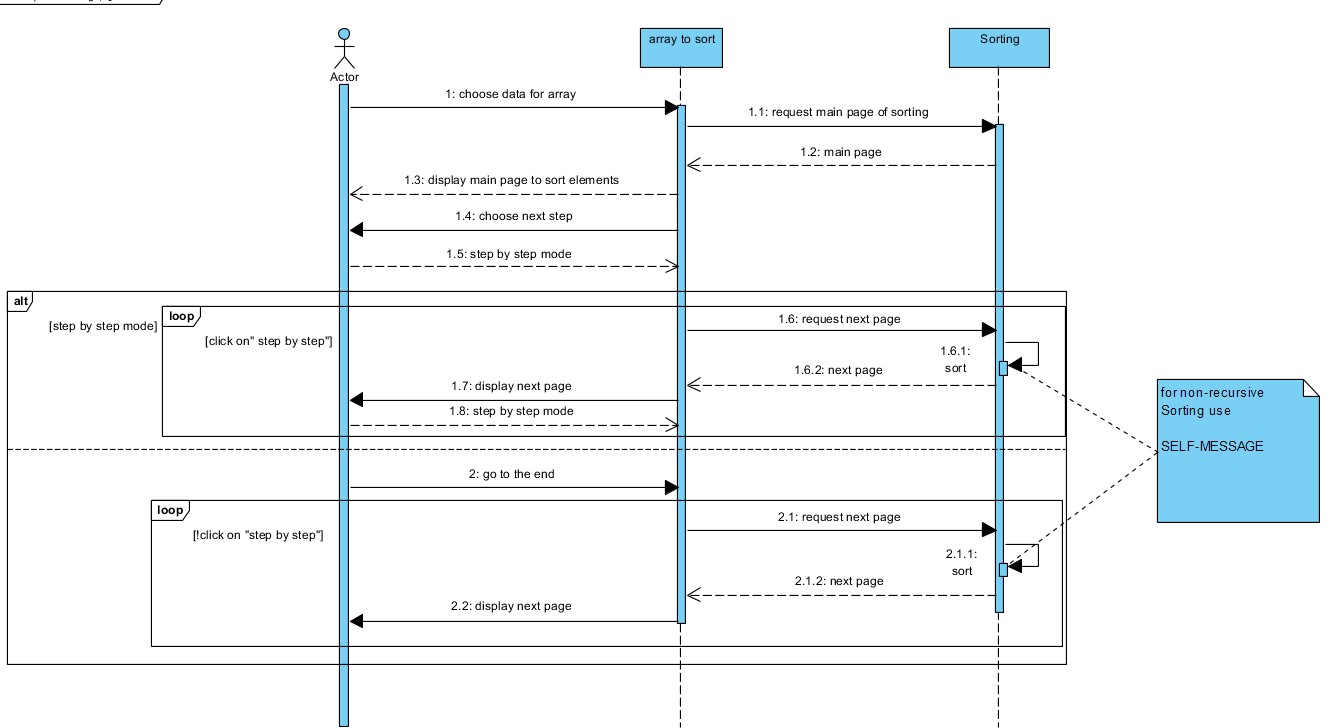 array to sort
Sorting
Actor
1: choose data for array
1.1: request main page of sorting
1.2: main page
1.3: display main page to sort elements
1.4: choose next step
1.5: step by step mode
alt
[step by step mode]
loop
[click on" step by step"]
1.6: request next page
1.6.1:
sort
1.6.2: next page
1.7: display next page
1.8: step by step mode
for non-recursive
Sorting use
SELF-MESSAGE
2: go to the end
loop
[!click on "step by step"]
2.1: request next page
2.1.1:
sort
2.1.2: next page
2.2: display next page